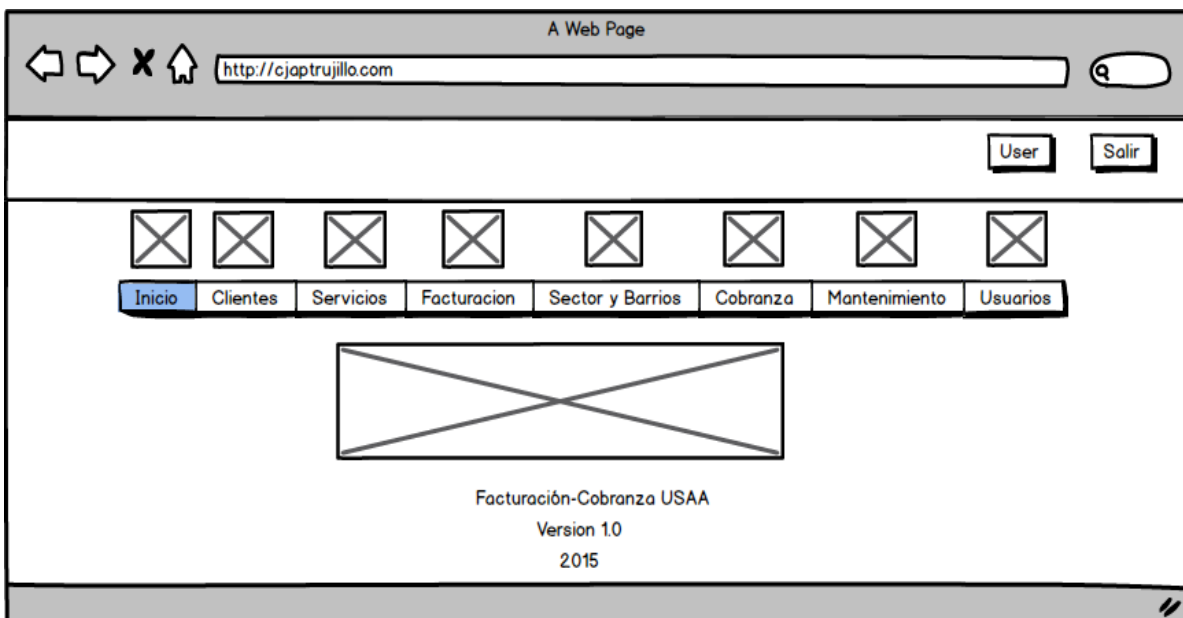 A Web Page
http://cjaptrujillo.com
User Salir
Inicio Clientes Servicios Facturacion Sector y Barrios Cobranza Mantenimiento Usuarios
Facturación-Cobranza USAA
Version 1.0
2015